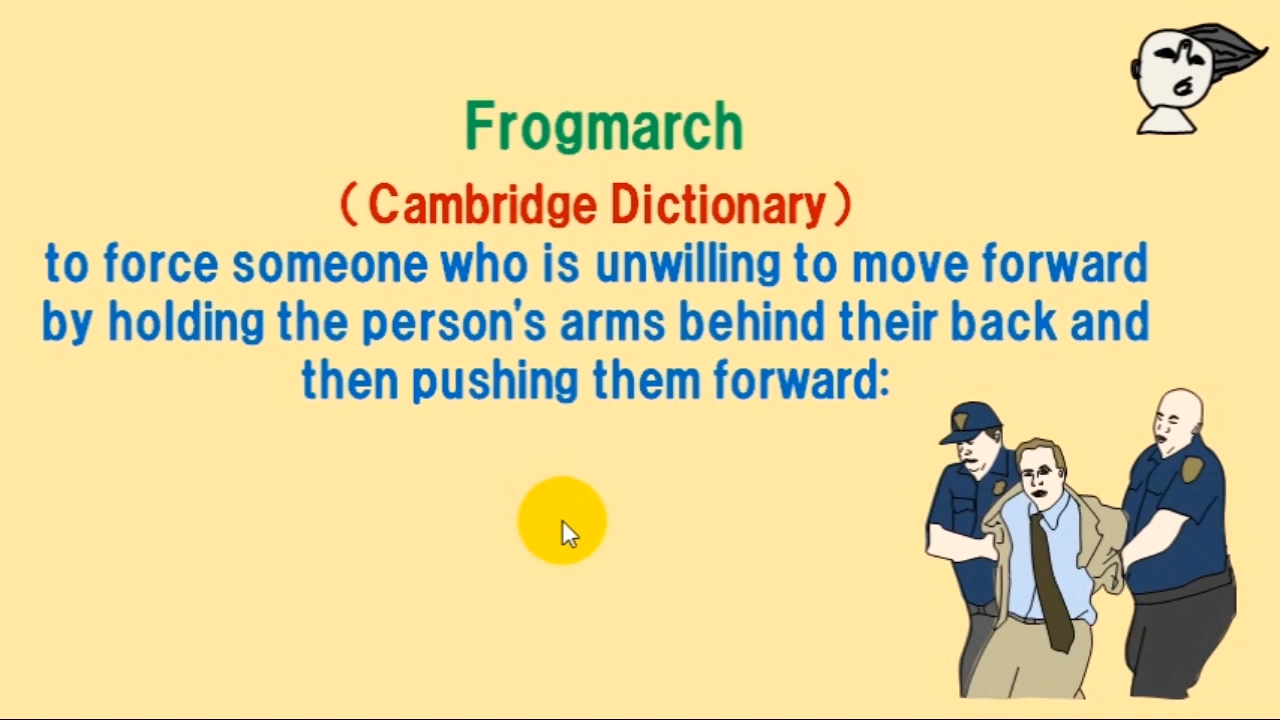 Frogmarch
（Cambridge Dictionary）
to force someone who is unwilling to move forward
by holding the person's arms behind their back and
then pushing them forward: